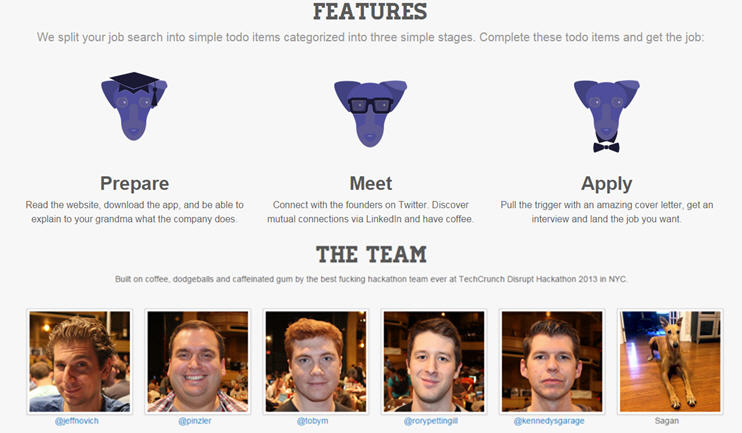 FEATURES
We split your job search into simple todo items categorized into three simple stages. Complete these todo items and get the job:
Prepare
Read the website, download the app, and be able to
explain to your grandma what the company does.
Meet
Connect with the founders on Twitter. Discover
mutual connections via LinkedIn and have coffee.
Apply
Pull the trigger with an amazing cover letter, get an
interview and land the job you want.
THE TEAM
Built on coffee, dodgeballs and caffeinated gum by the best fucking hackathon team ever at TechCrunch Disrupt Hackathon 2013 in NYC.
@jeffnovich
@pinzler
@tobym
@rorypettingill
@kennedysgarage
Sagan